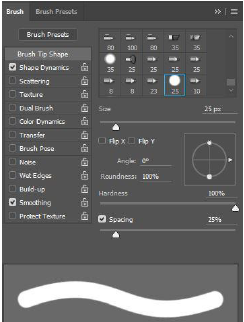 Brush Brush Presets
Brush Presets
Brush Tip Shape
Shape Dynamics
Scattering
Texture
Dual Brush
Color Dynamics
Transfer
Brush Pose
Noise
Wet Edges
Build-up
Smoothing
Protect Texture
80 100 80 35 35
35 25 25 25 25
8 8 23 25 10
Size 25 px
Flip X Flip Y
Angle: 0°
Roundness: 100%
Hardness 100%
Spacing 25%